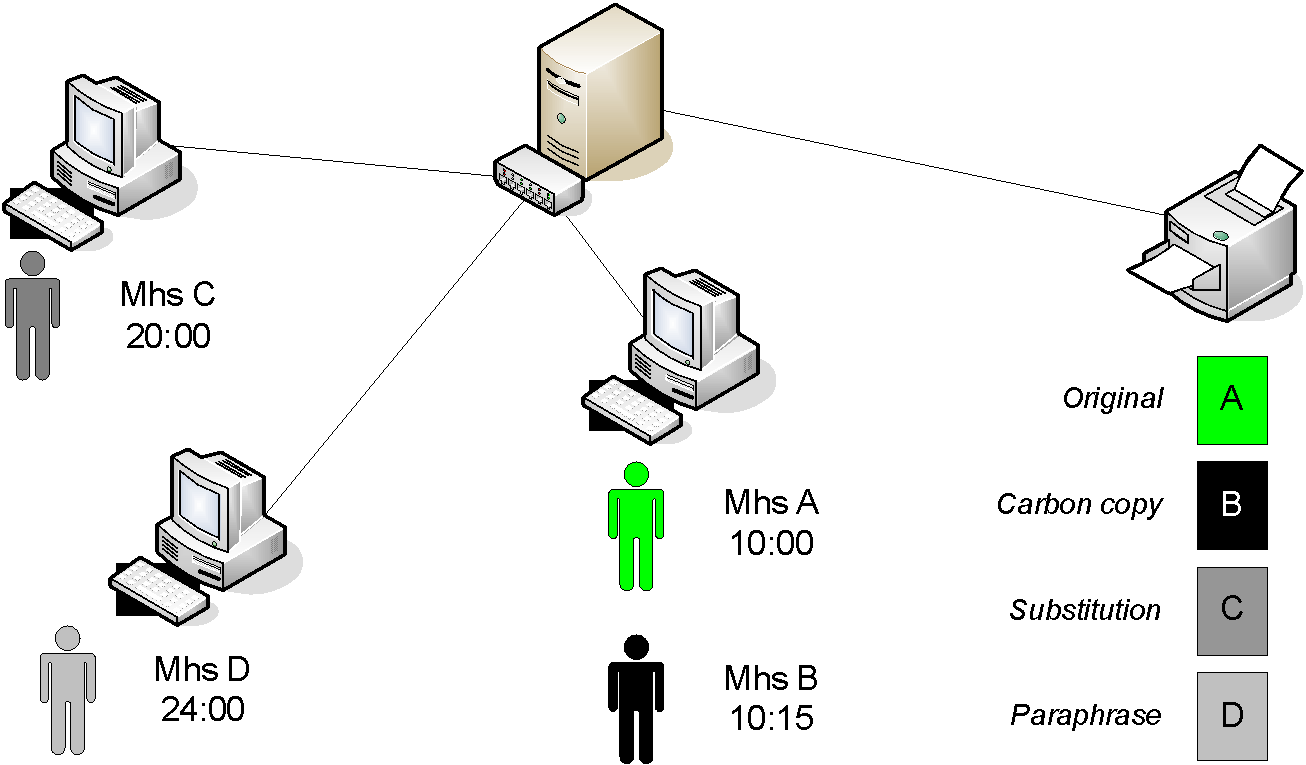 Mhs C
20:00
Original
A
Mhs A
10:00
Carbon copy
B
Substitution
C
Mhs D
24:00
Mhs B
10:15
Paraphrase
D